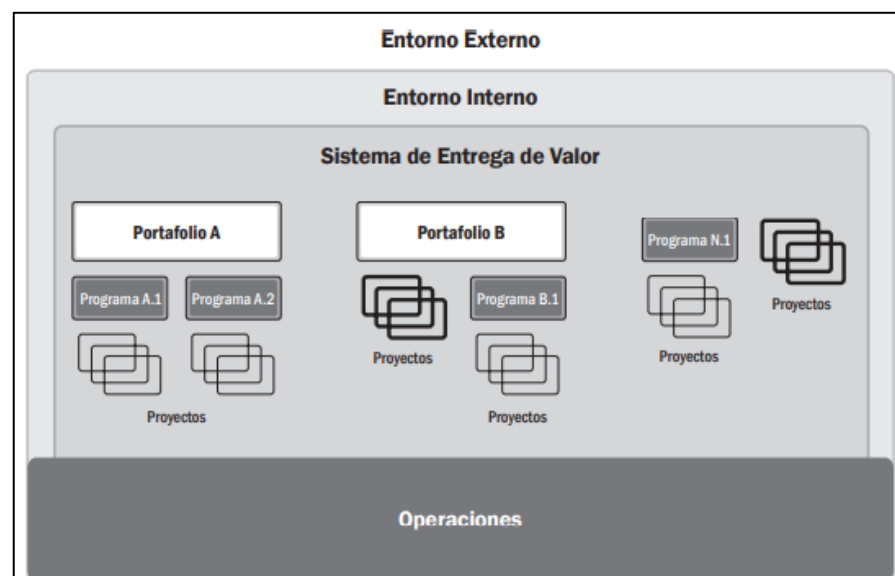 Entorno Externo
Entorno Interno
Sistema de Entrega de Valor
Portafolio A
Portafolio B
Programa N.1
Programa A.1
Programa A.2
Programa B.1
Proyectos
Proyectos
Proyectos
Proyectos
Proyectos
Operaciones